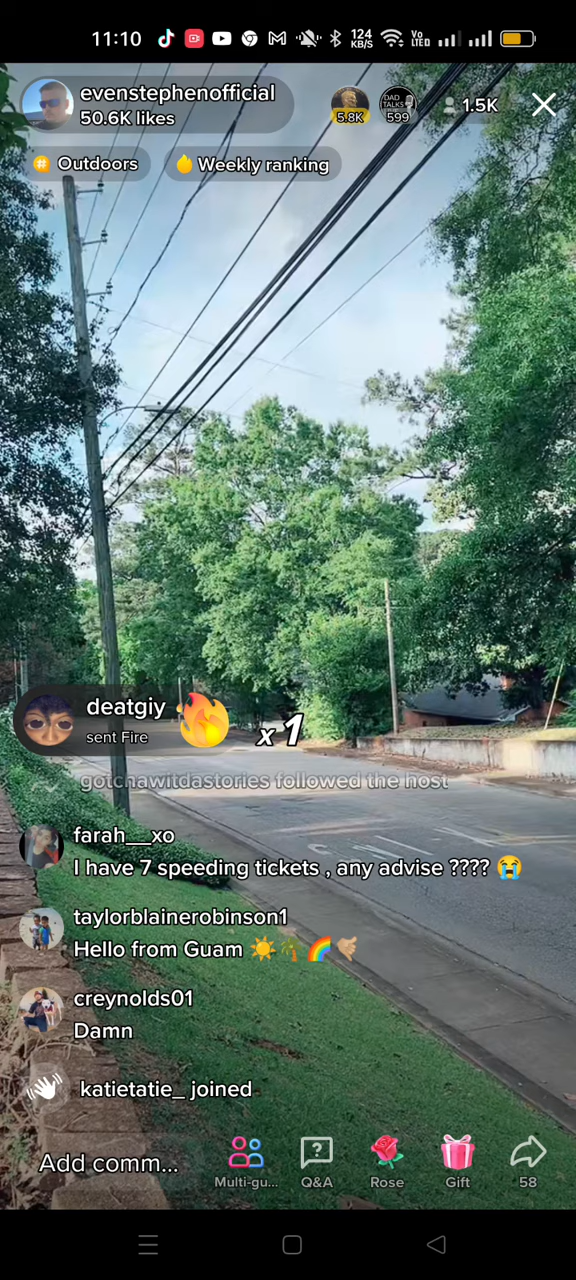 11:10 124 KB/S Vo LTED
evenstephenofficial
50.6K likes
5.8K
DAD TALKS
599
1.5K
Outdoors
Weekly ranking
deatgiy
sent Fire
x1
gotchawitdastories followed the host
farah__xo
I have 7 speeding tickets , any advise ???? 😭
taylorblainerobinson1
Hello from Guam ☀️🌴🌈🤙🏼
creynolds01
Damn
katietatie_ joined
Add comm...
Multi-gu...
Q&A
Rose
Gift
58